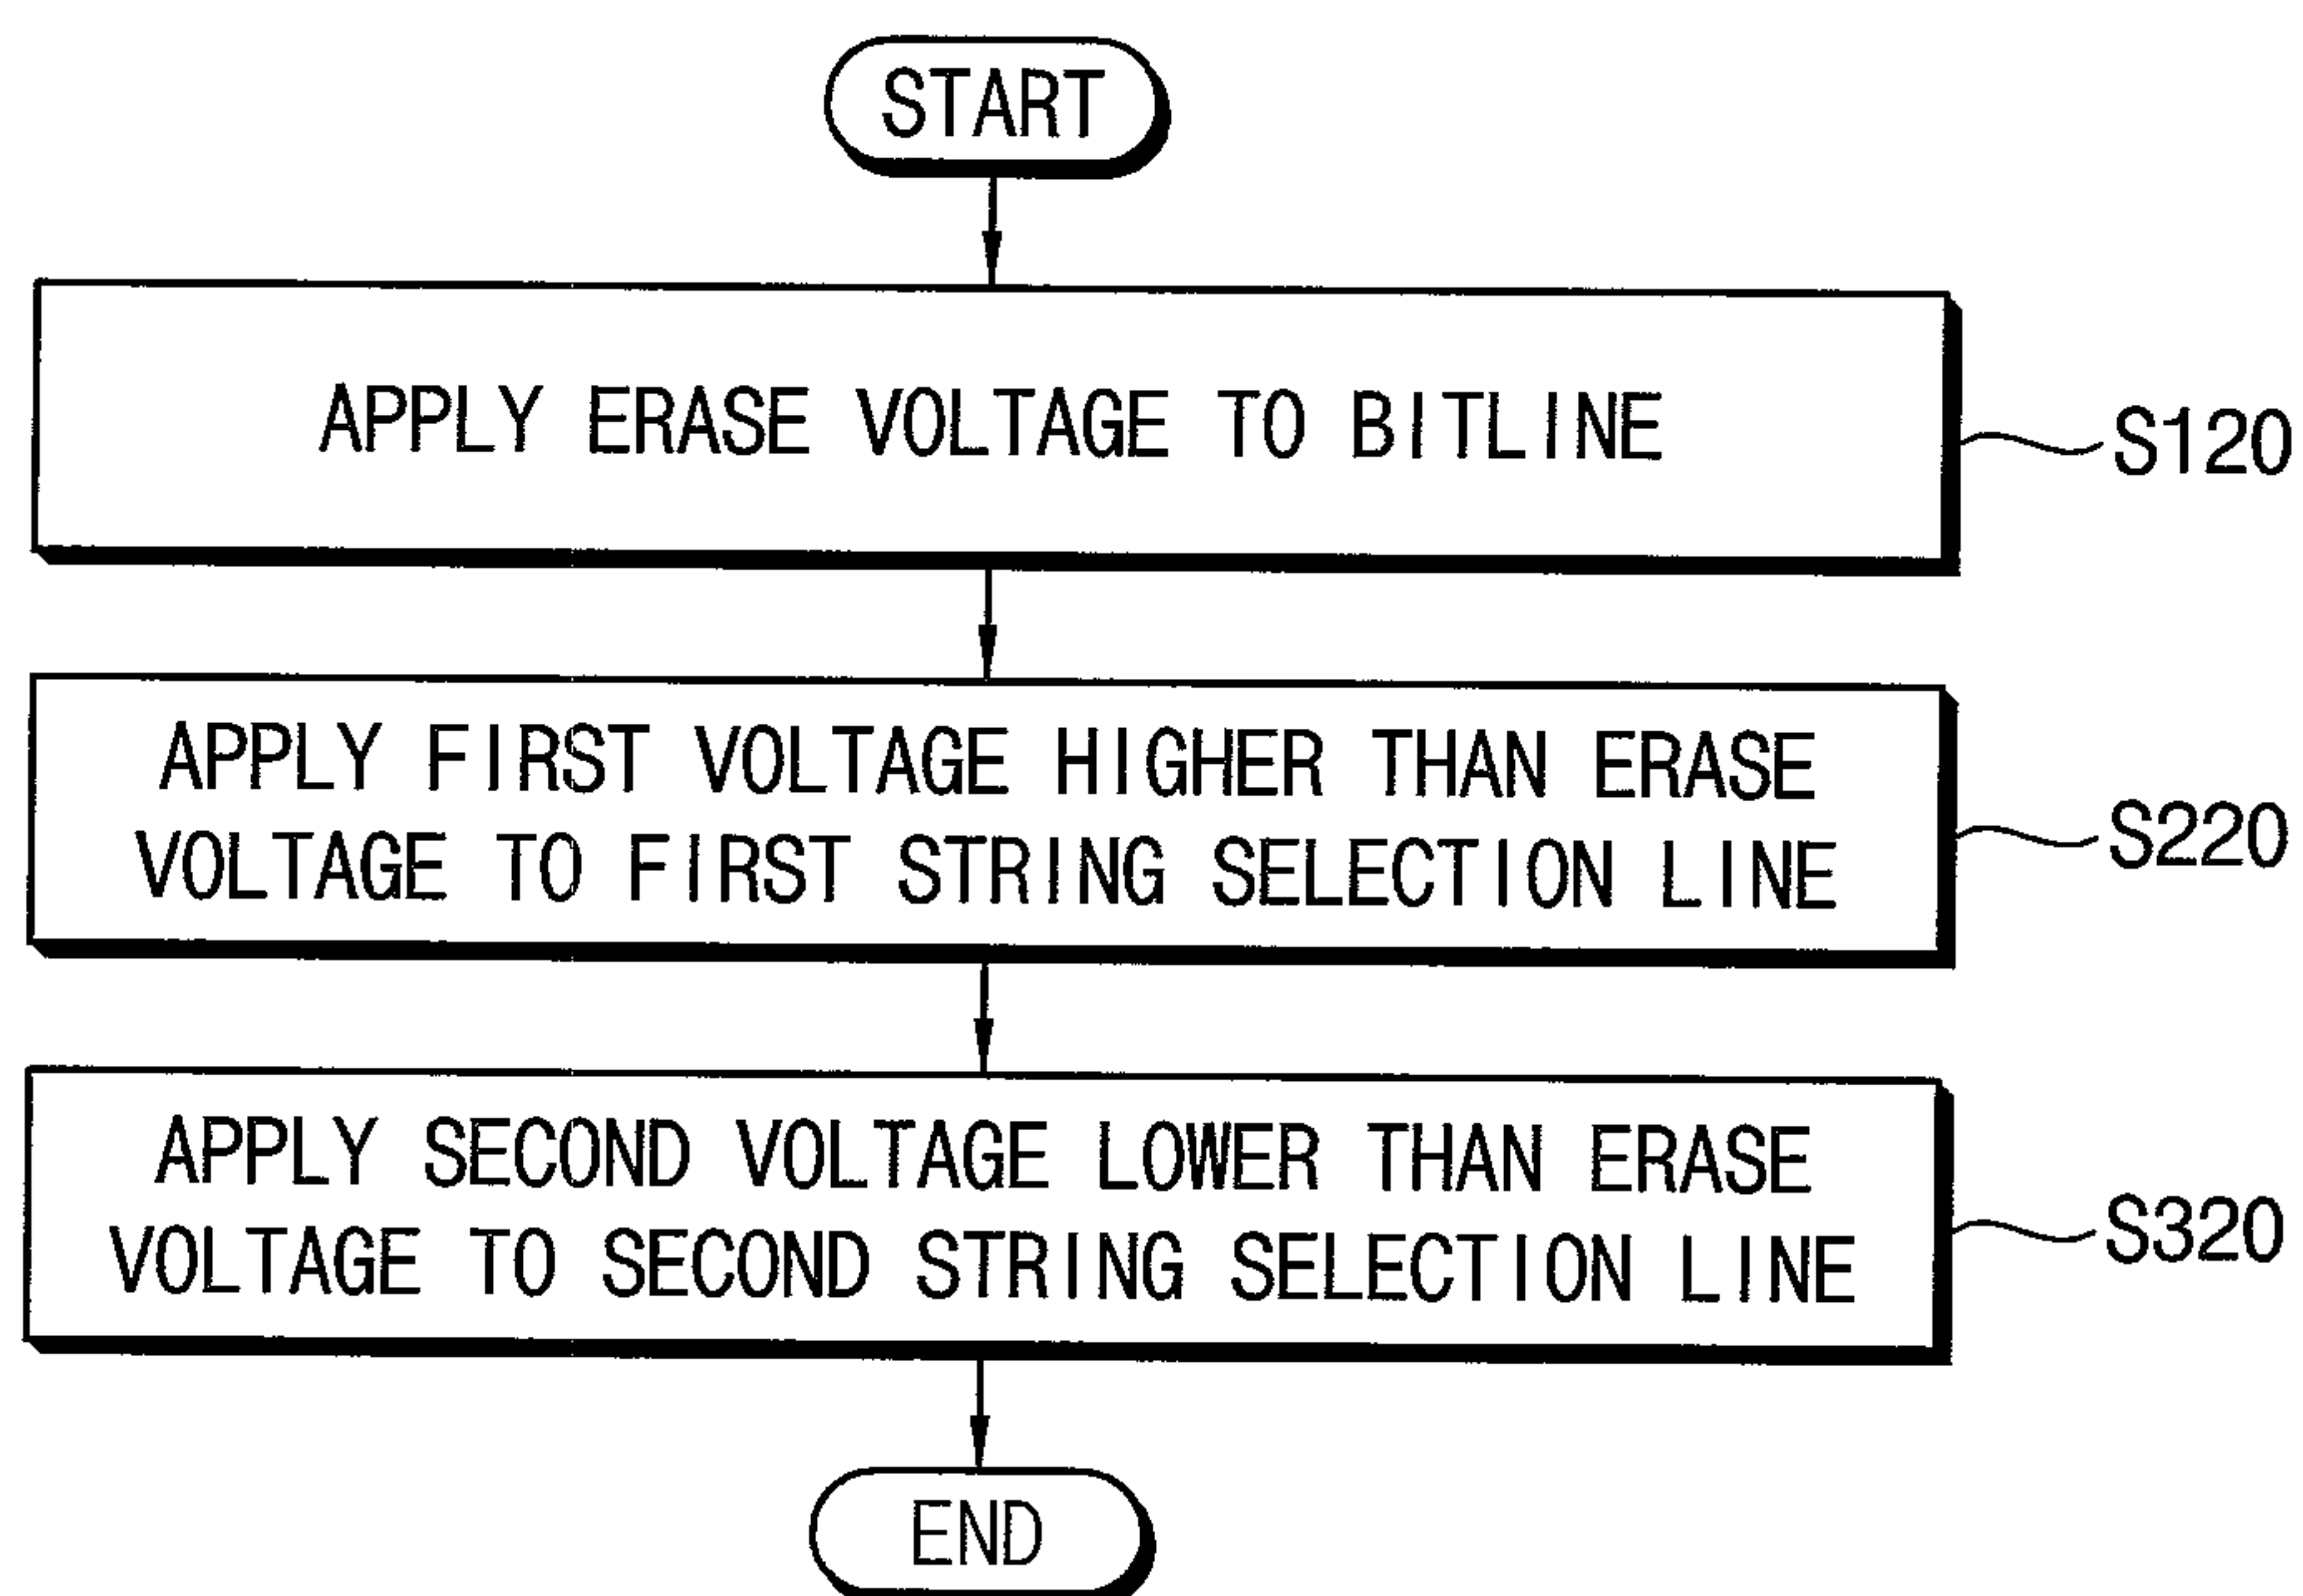 START
APPLY ERASE VOLTAGE TO BITLINE
S120
APPLY FIRST VOLTAGE HIGHER THAN ERASE
VOLTAGE TO FIRST STRING SELECTION LINE
S220
APPLY SECOND VOLTAGE LOWER THAN ERASE
VOLTAGE TO SECOND STRING SELECTION LINE
S320
END